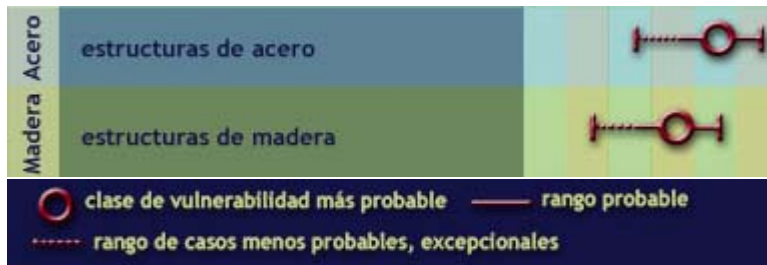 Acero
estructuras de acero
Madera
estructuras de madera
clase de vulnerabilidad más probable
rango probable
rango de casos menos probables, excepcionales